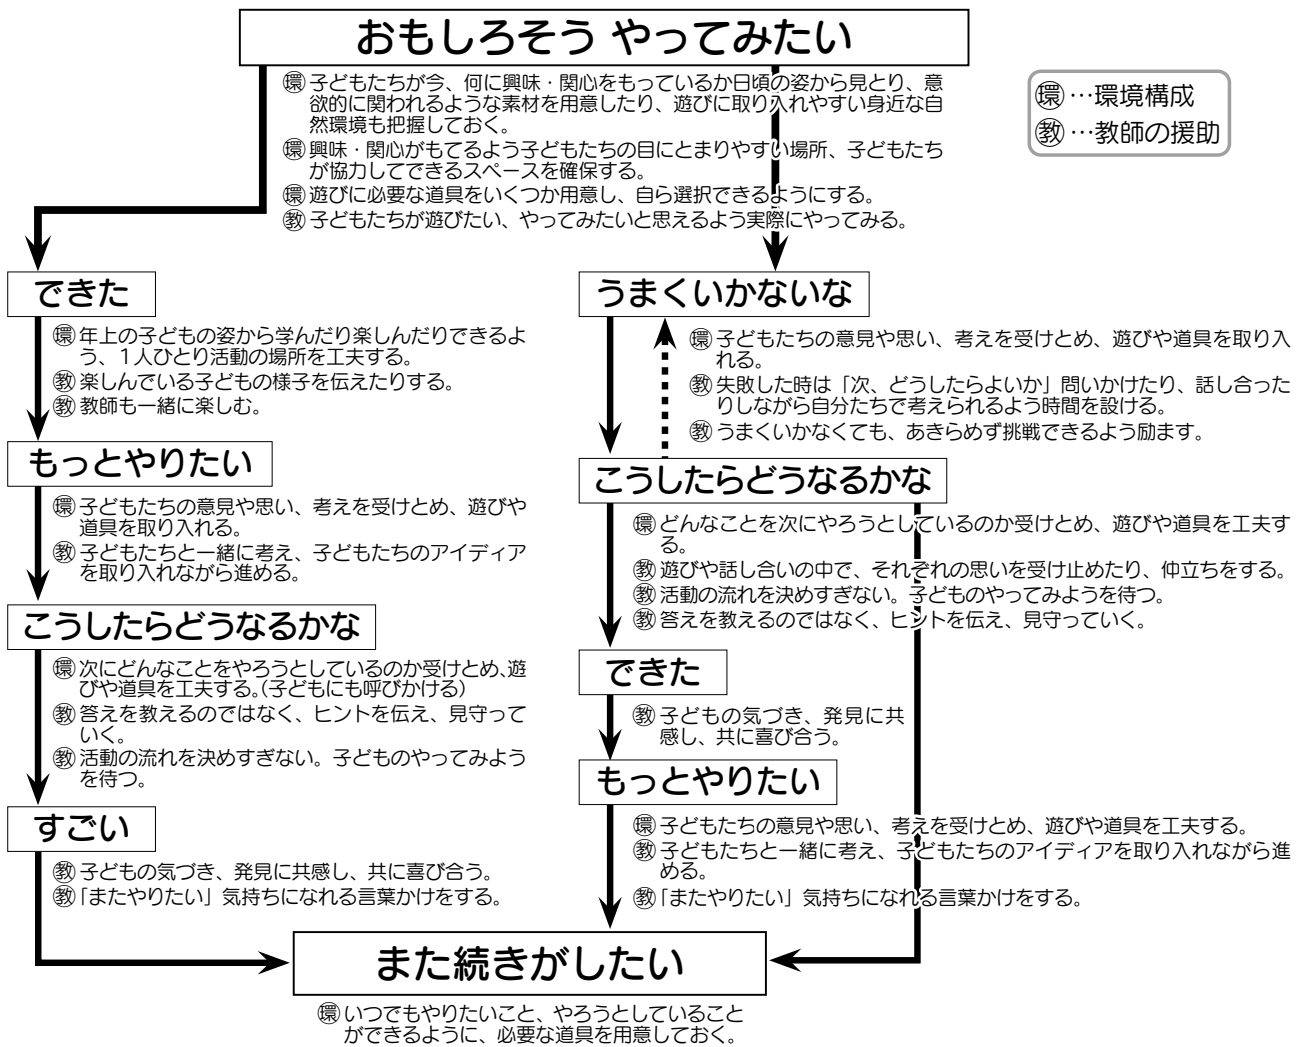 おもしろそう やってみたい
環 子どもたちが今、何に興味・関心をもっているか日頃の姿から見とり、意
欲的に関われるような素材を用意したり、遊びに取り入れやすい身近な自
然環境も把握しておく。
環 興味・関心がもてるよう子どもたちの目にとまりやすい場所、子どもたち
が協力してできるスペースを確保する。
環 遊びに必要な道具をいくつか用意し、自ら選択できるようにする。
教 子どもたちが遊びたい、やってみたいと思えるよう実際にやってみる。
環 …環境構成
教 …教師の援助
できた
環 年上の子どもの姿から学んだり楽しんだりできるよ
う、1人ひとり活動の場所を工夫する。
教 楽しんでいる子どもの様子を伝えたりする。
教 教師も一緒に楽しむ。
もっとやりたい
環 子どもたちの意見や思い、考えを受けとめ、遊びや
道具を取り入れる。
教 子どもたちと一緒に考え、子どもたちのアイディア
を取り入れながら進める。
こうしたらどうなるかな
環 次にどんなことをやろうとしているのか受けとめ、遊
びや道具を工夫する。(子どもにも呼びかける)
教 答えを教えるのではなく、ヒントを伝え、見守って
いく。
教 活動の流れを決めすぎない。子どものやってみよう
を待つ。
すごい
教 子どもの気づき、発見に共感し、共に喜び合う。
教 「またやりたい」気持ちになれる言葉かけをする。
うまくいかないな
環 子どもたちの意見や思い、考えを受けとめ、遊びや道具を取り入
れる。
教 失敗した時は「次、どうしたらよいか」問いかけたり、話し合った
りしながら自分たちで考えられるよう時間を設ける。
教 うまくいかなくても、あきらめず挑戦できるよう励ます。
こうしたらどうなるかな
環 どんなことを次にやろうとしているのか受けとめ、遊びや道具を工夫す
る。
教 遊びや話し合いの中で、それぞれの思いを受け止めたり、仲立ちをする。
教 活動の流れを決めすぎない。子どものやってみようを待つ。
教 答えを教えるのではなく、ヒントを伝え、見守っていく。
できた
教 子どもの気づき、発見に共
感し、共に喜び合う。
もっとやりたい
環 子どもたちの意見や思い、考えを受けとめ、遊びや道具を工夫する。
教 子どもたちと一緒に考え、子どもたちのアイディアを取り入れながら進
める。
教 「またやりたい」気持ちになれる言葉かけをする。
また続きがしたい
環 いつでもやりたいこと、やろうとしていること
ができるように、必要な道具を用意しておく。